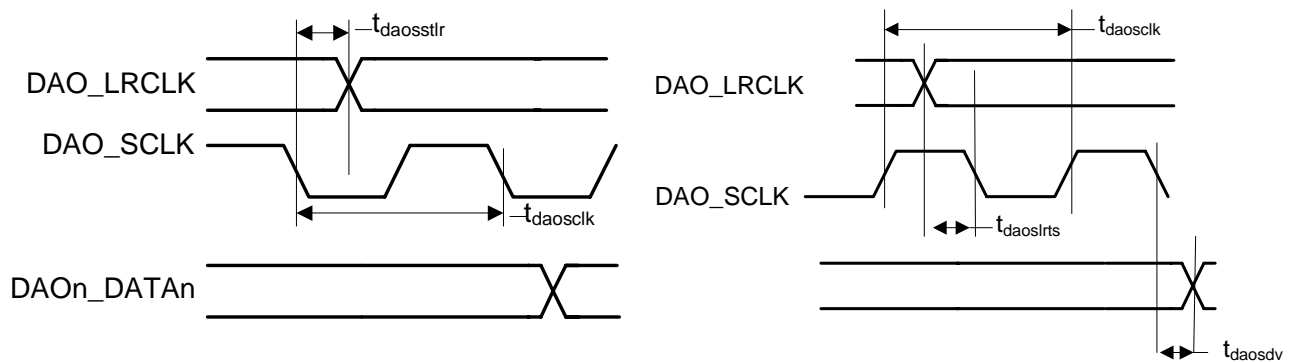 tdaosstlr
DAO_LRCLK
DAO_SCLK
tdaosclk
DAOn_DATAn
tdaosclk
DAO_LRCLK
DAO_SCLK
tdaoslrts
tdaosdv